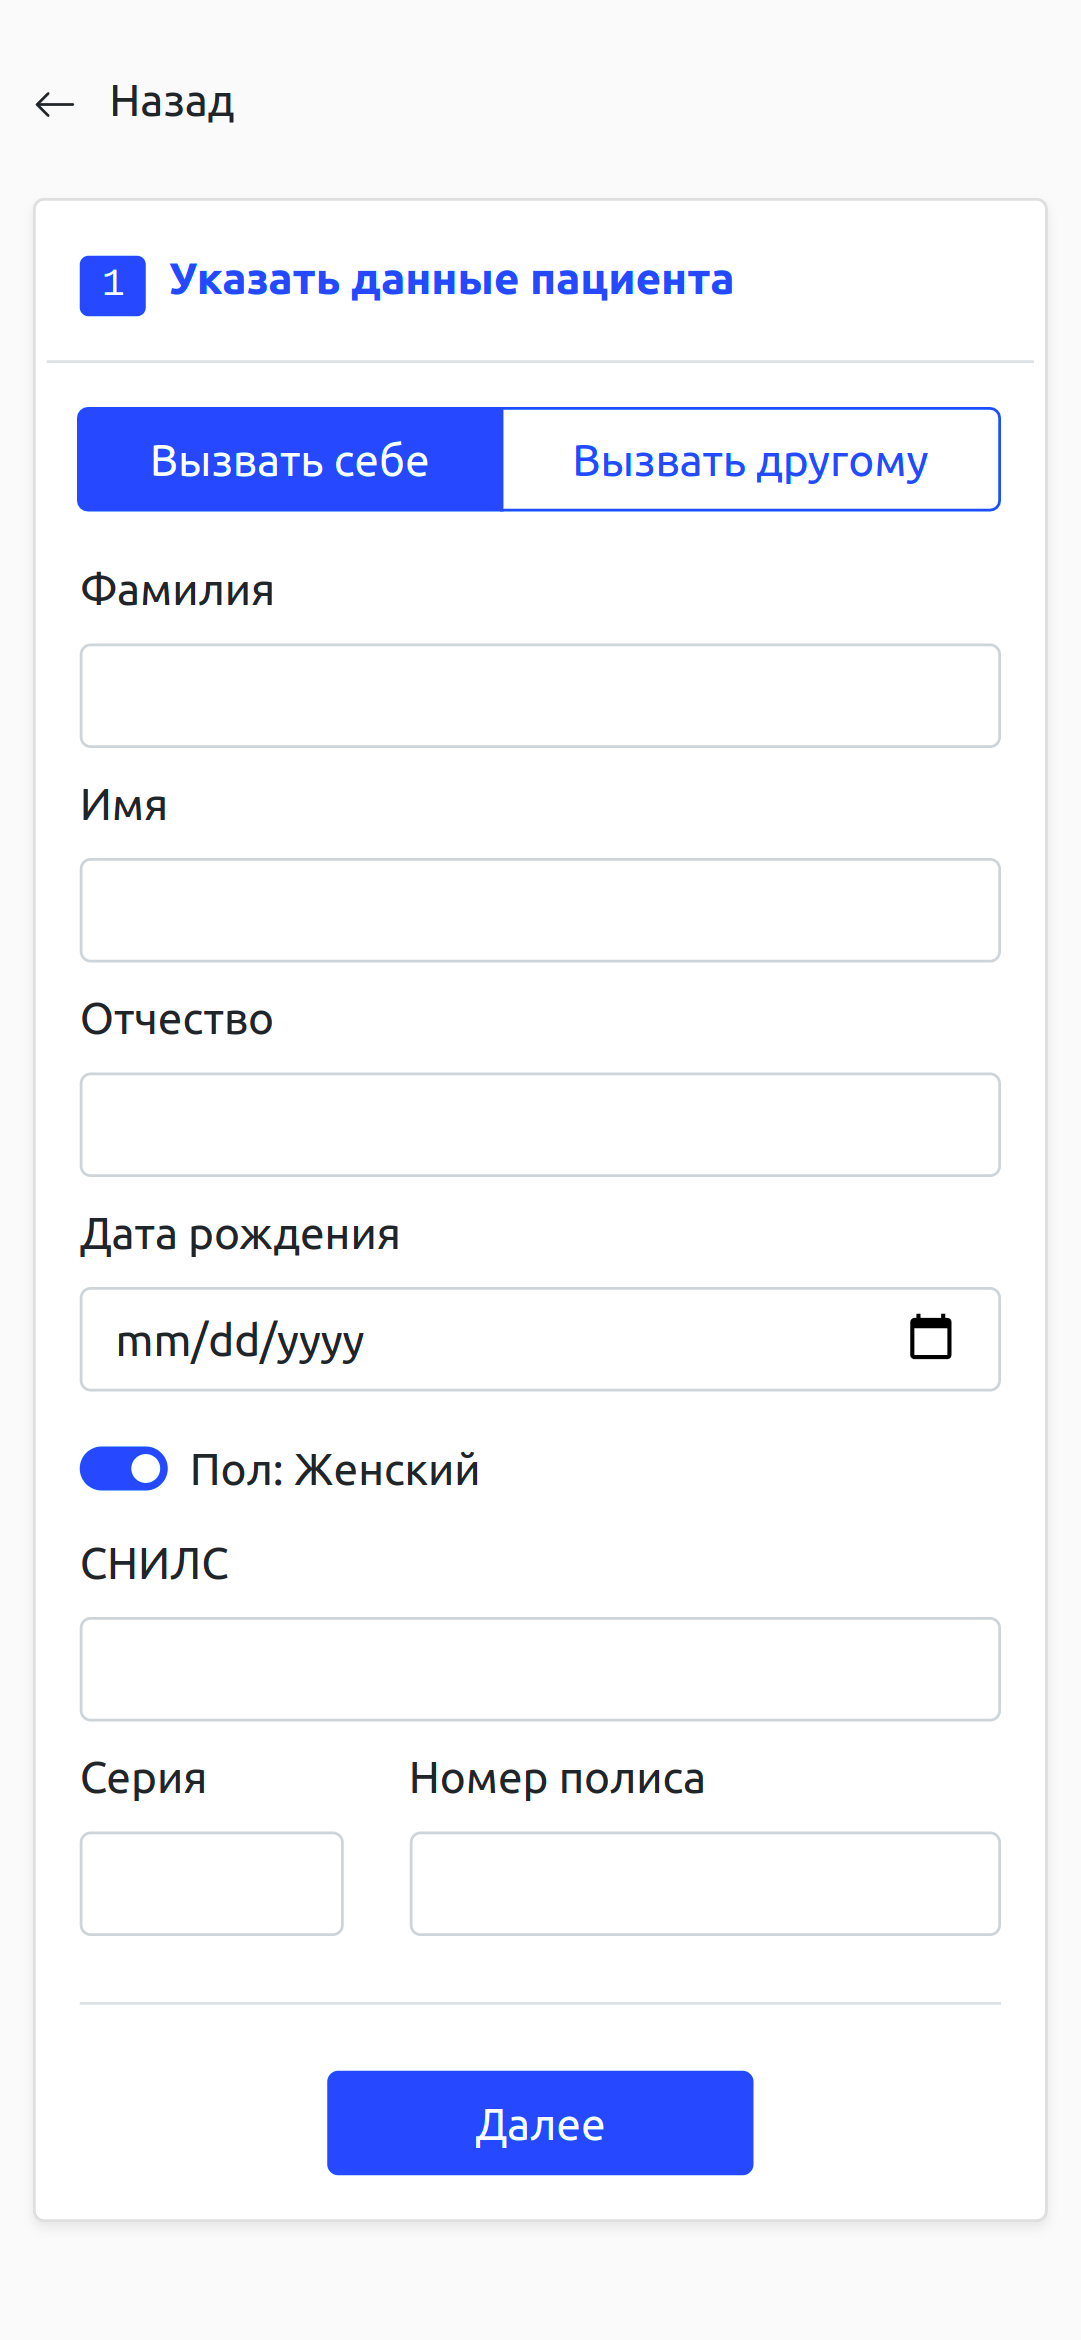 Назад
1 Указать данные пациента
Вызвать себе Вызвать другому
Фамилия
Имя
Отчество
Дата рождения
mm/dd/yyyy
Пол: Женский
СНИЛС
Серия Номер полиса
Далее